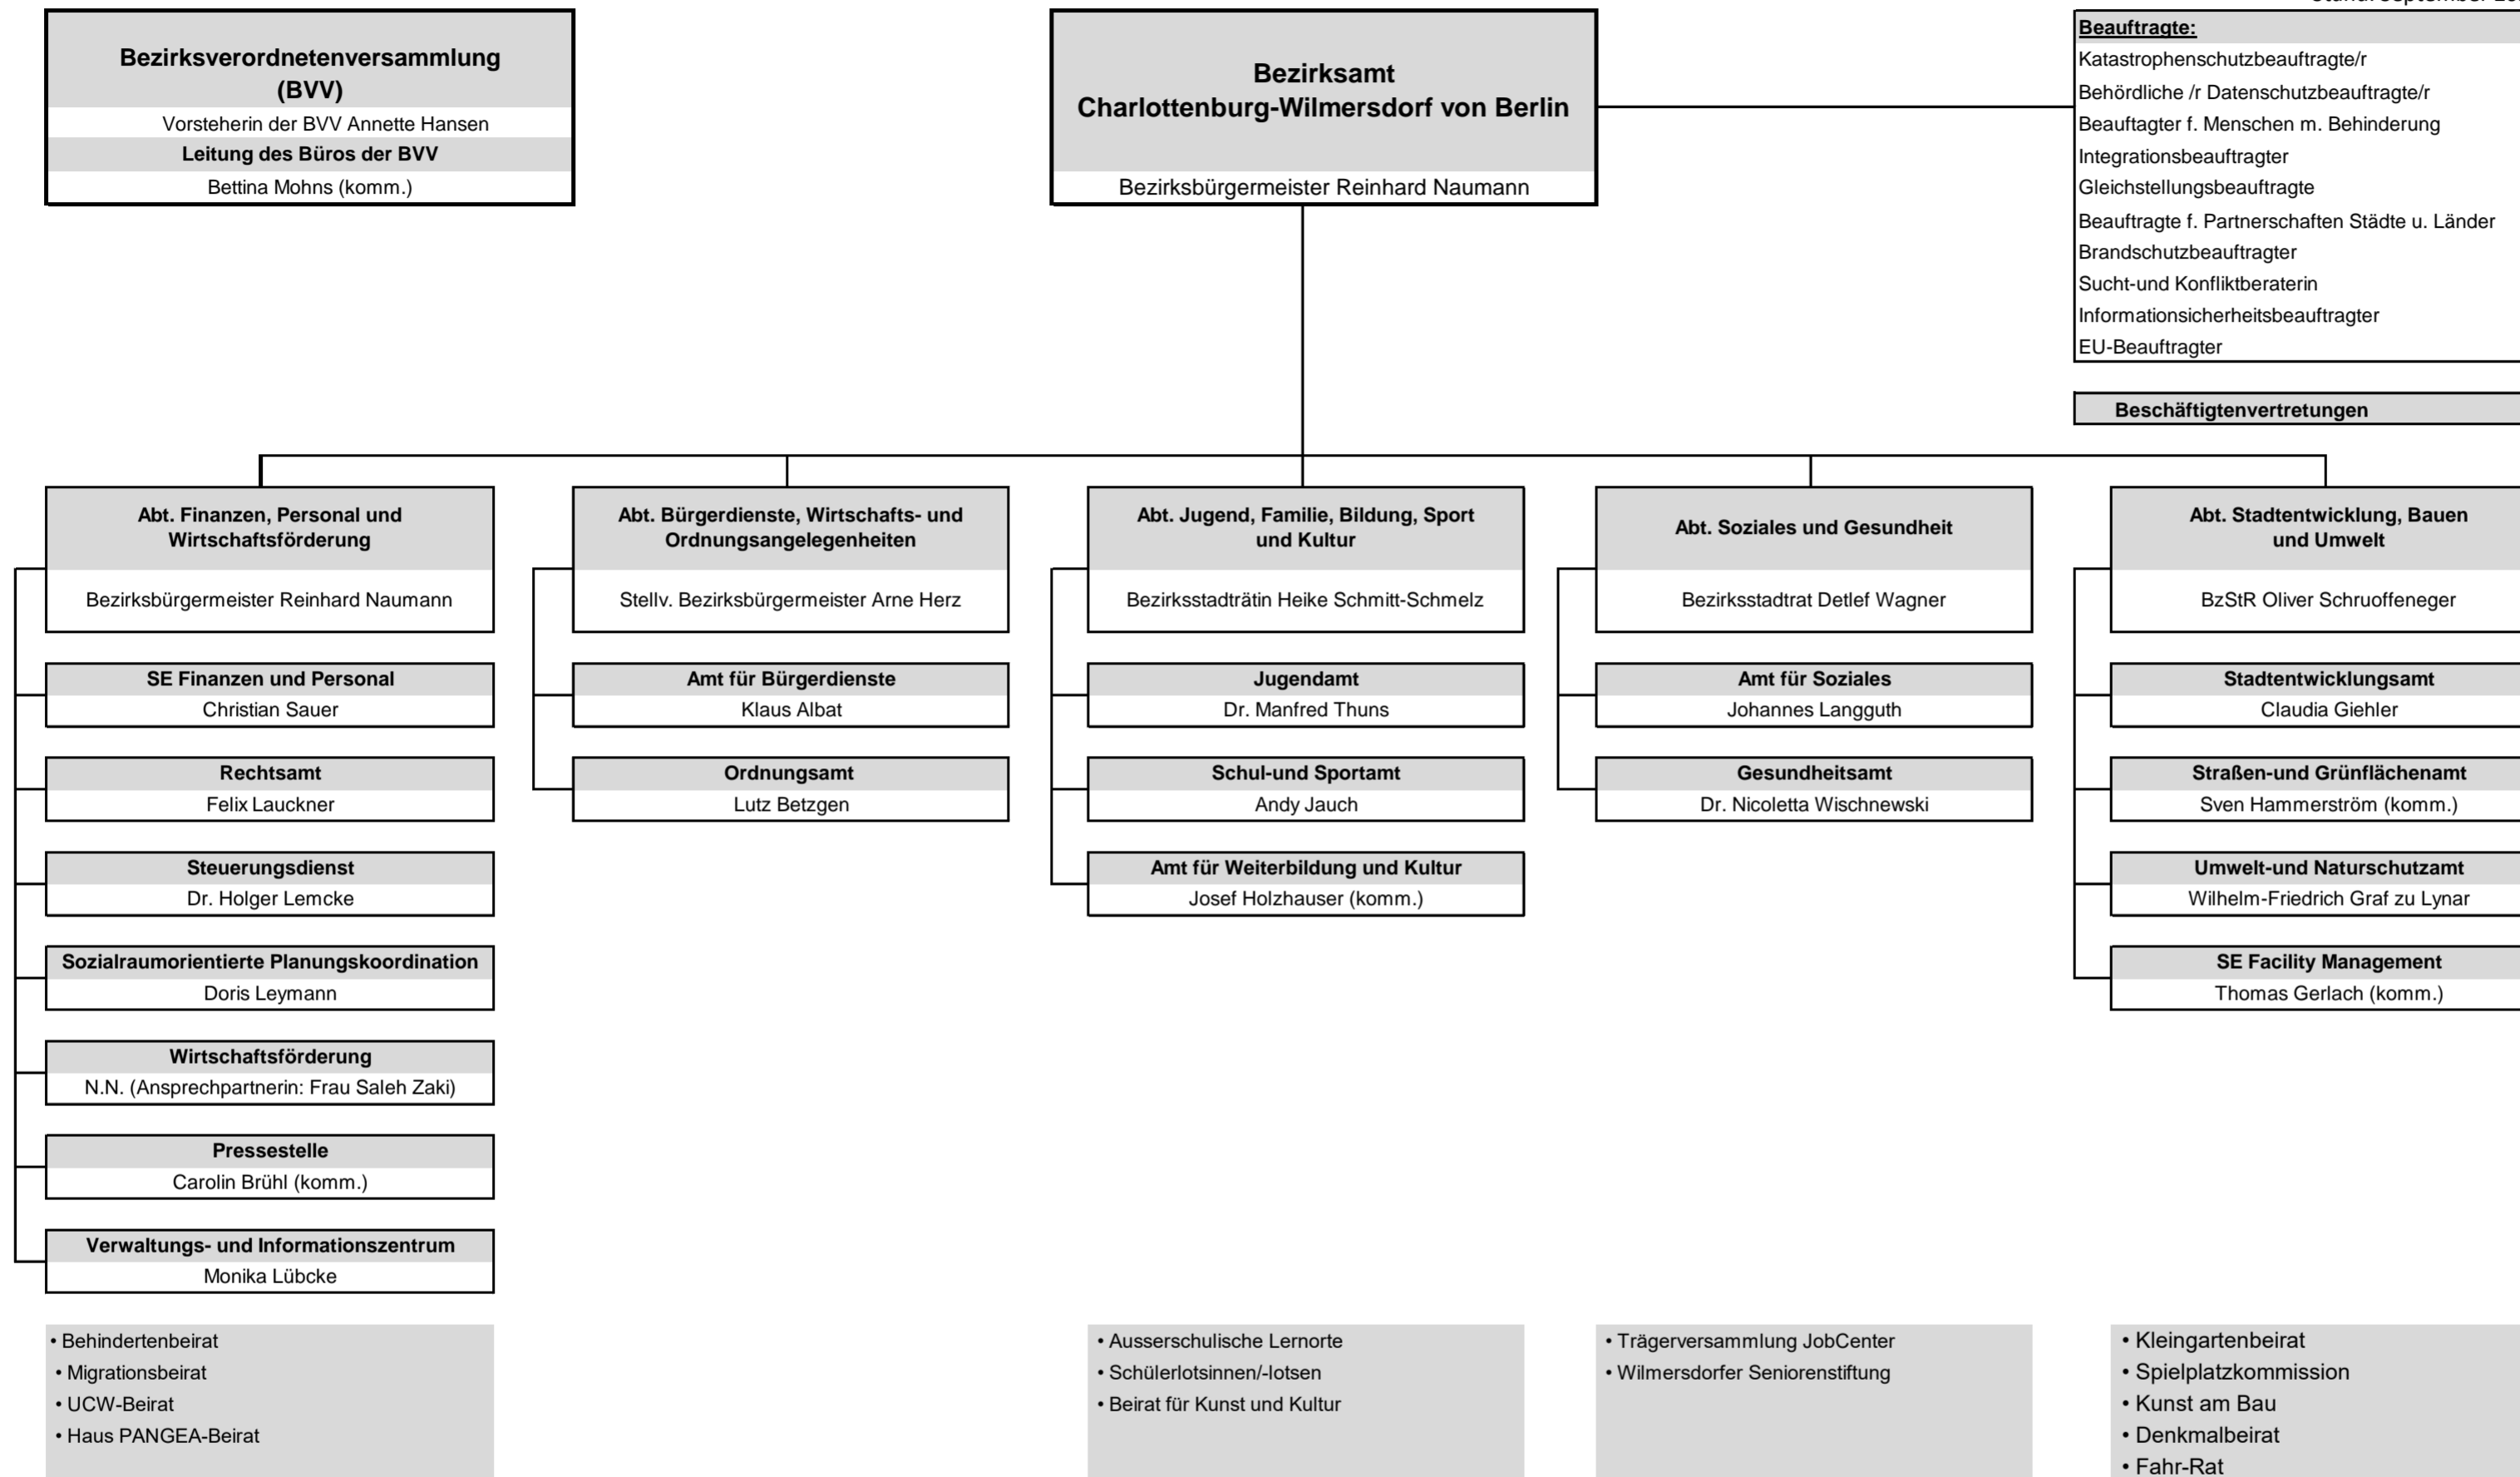 Bezirksverordnetenversammlung
(BVV)
Vorsteherin der BVV Annette Hansen
Leitung des Büros der BVV
Bettina Mohns (komm.)
Bezirksamt
Charlottenburg-Wilmersdorf von Berlin
Bezirksbürgermeister Reinhard Naumann
Beauftragte:
Katastrophenschutzbeauftragte/r
Behördliche /r Datenschutzbeauftragte/r
Beauftagter f. Menschen m. Behinderung
Integrationsbeauftragter
Gleichstellungsbeauftragte
Beauftragte f. Partnerschaften Städte u. Länder
Brandschutzbeauftragter
Sucht-und Konfliktberaterin
Informationsicherheitsbeauftragter
EU-Beauftragter
Beschäftigtenvertretungen
Abt. Finanzen, Personal und
Wirtschaftsförderung
Bezirksbürgermeister Reinhard Naumann
SE Finanzen und Personal
Christian Sauer
Rechtsamt
Felix Lauckner
Steuerungsdienst
Dr. Holger Lemcke
Sozialraumorientierte Planungskoordination
Doris Leymann
Wirtschaftsförderung
N.N. (Ansprechpartnerin: Frau Saleh Zaki)
Pressestelle
Carolin Brühl (komm.)
Verwaltungs- und Informationszentrum
Monika Lübcke
• Behindertenbeirat
• Migrationsbeirat
• UCW-Beirat
• Haus PANGEA-Beirat
Abt. Bürgerdienste, Wirtschafts- und
Ordnungsangelegenheiten
Stellv. Bezirksbürgermeister Arne Herz
Amt für Bürgerdienste
Klaus Albat
Ordnungsamt
Lutz Betzgen
Abt. Jugend, Familie, Bildung, Sport
und Kultur
Bezirksstadträtin Heike Schmitt-Schmelz
Jugendamt
Dr. Manfred Thuns
Schul-und Sportamt
Andy Jauch
Amt für Weiterbildung und Kultur
Josef Holzhauser (komm.)
• Ausserschulische Lernorte
• Schülerlotsinnen/-lotsen
• Beirat für Kunst und Kultur
Abt. Soziales und Gesundheit
Bezirksstadtrat Detlef Wagner
Amt für Soziales
Johannes Langguth
Gesundheitsamt
Dr. Nicoletta Wischnewski
• Trägerversammlung JobCenter
• Wilmersdorfer Seniorenstiftung
Abt. Stadtentwicklung, Bauen
und Umwelt
BzStR Oliver Schruoffeneger
Stadtentwicklungsamt
Claudia Giehler
Straßen-und Grünflächenamt
Sven Hammerström (komm.)
Umwelt-und Naturschutzamt
Wilhelm-Friedrich Graf zu Lynar
SE Facility Management
Thomas Gerlach (komm.)
• Kleingartenbeirat
• Spielplatzkommission
• Kunst am Bau
• Denkmalbeirat
• Fahr-Rat